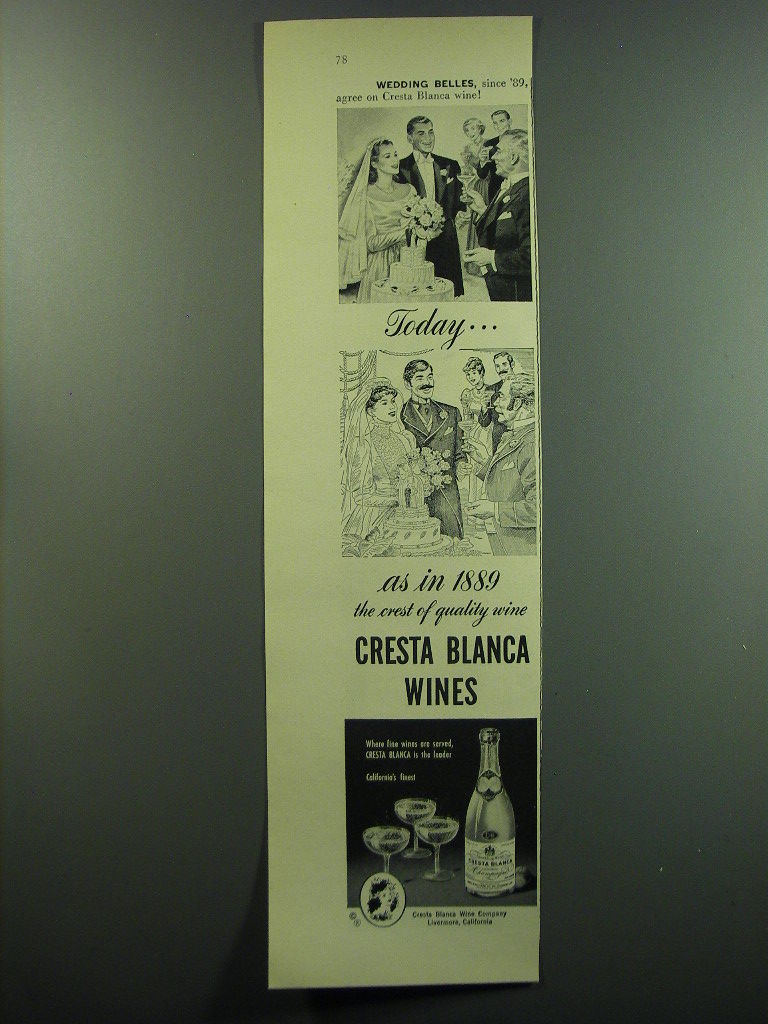 78
WEDDING BELLES, since '89,
agree on Cresta Blanca wine!
Today...
as in 1889
the crest of quality wine
CRESTA BLANCA
WINES
Where fine wines are served,
CRESTA BLANCA is the leader
California's finest
CRESTA BLANCA
Champagne
Cresta Blanca Wine Company
Livermore, California
© ®